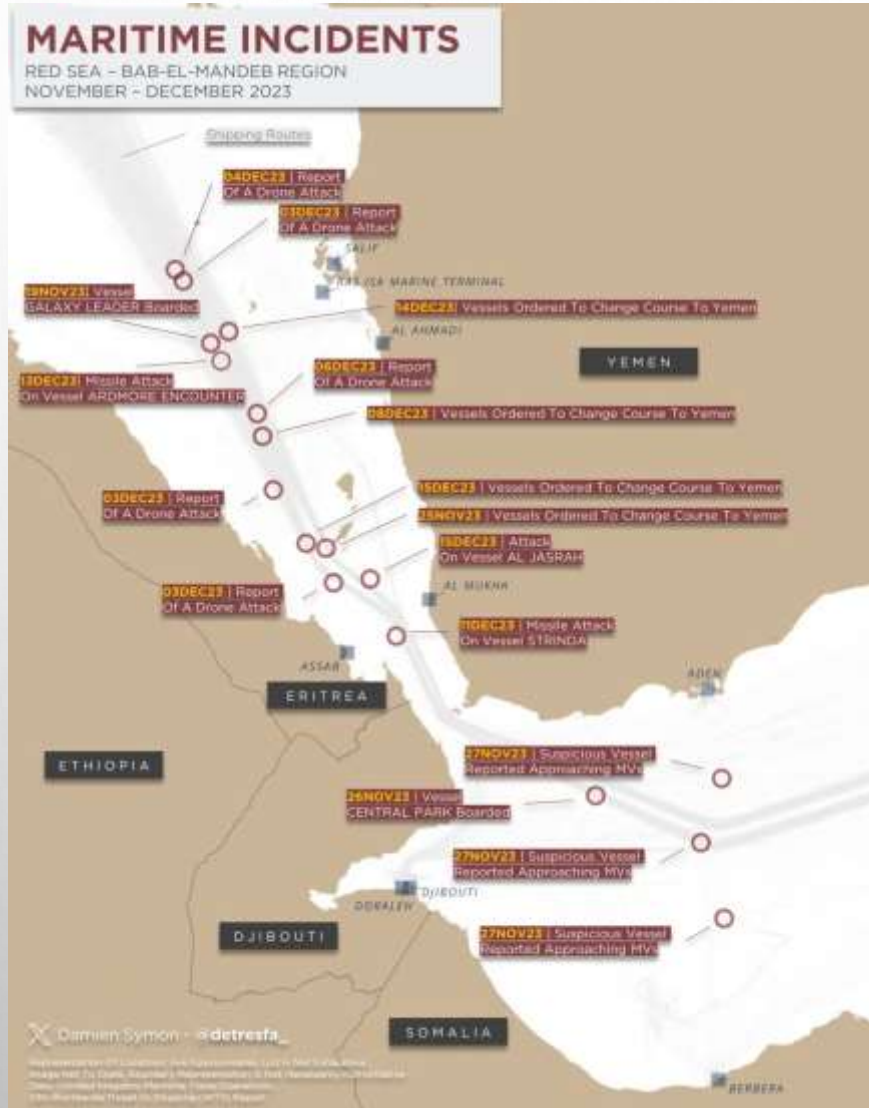 MARITIME INCIDENTS
RED SEA – BAB-EL-MANDEB REGION
NOVEMBER – DECEMBER 2023
Shipping Routes
04DEC23 | Report
Of A Drone Attack
03DEC23 | Report
Of A Drone Attack
SALIF
RAS ISA MARINE TERMINAL
19NOV23| Vessel
GALAXY LEADER Boarded
14DEC23| Vessels Ordered To Change Course To Yemen
AL AHMADI
YEMEN
13DEC23| Missile Attack
On Vessel ARDMORE ENCOUNTER
06DEC23 | Report
Of A Drone Attack
08DEC23 | Vessels Ordered To Change Course To Yemen
03DEC23 | Report
Of A Drone Attack
15DEC23 | Vessels Ordered To Change Course To Yemen
25NOV23 | Vessels Ordered To Change Course To Yemen
15DEC23 | Attack
On Vessel AL JASRAH
03DEC23 | Report
Of A Drone Attack
AL MUKHA
11DEC23 | Missile Attack
On Vessel STRINDA
ASSAB
ERITREA
ADEN
ETHIOPIA
27NOV23 | Suspicious Vessel
Reported Approaching MVs
26NOV23 | Vessel
CENTRAL PARK Boarded
27NOV23 | Suspicious Vessel
Reported Approaching MVs
DJIBOUTI
DORALEH
27NOV23 | Suspicious Vessel
Reported Approaching MVs
DJIBOUTI
SOMALIA
Damien Symon - @detresfa_
BERBERA